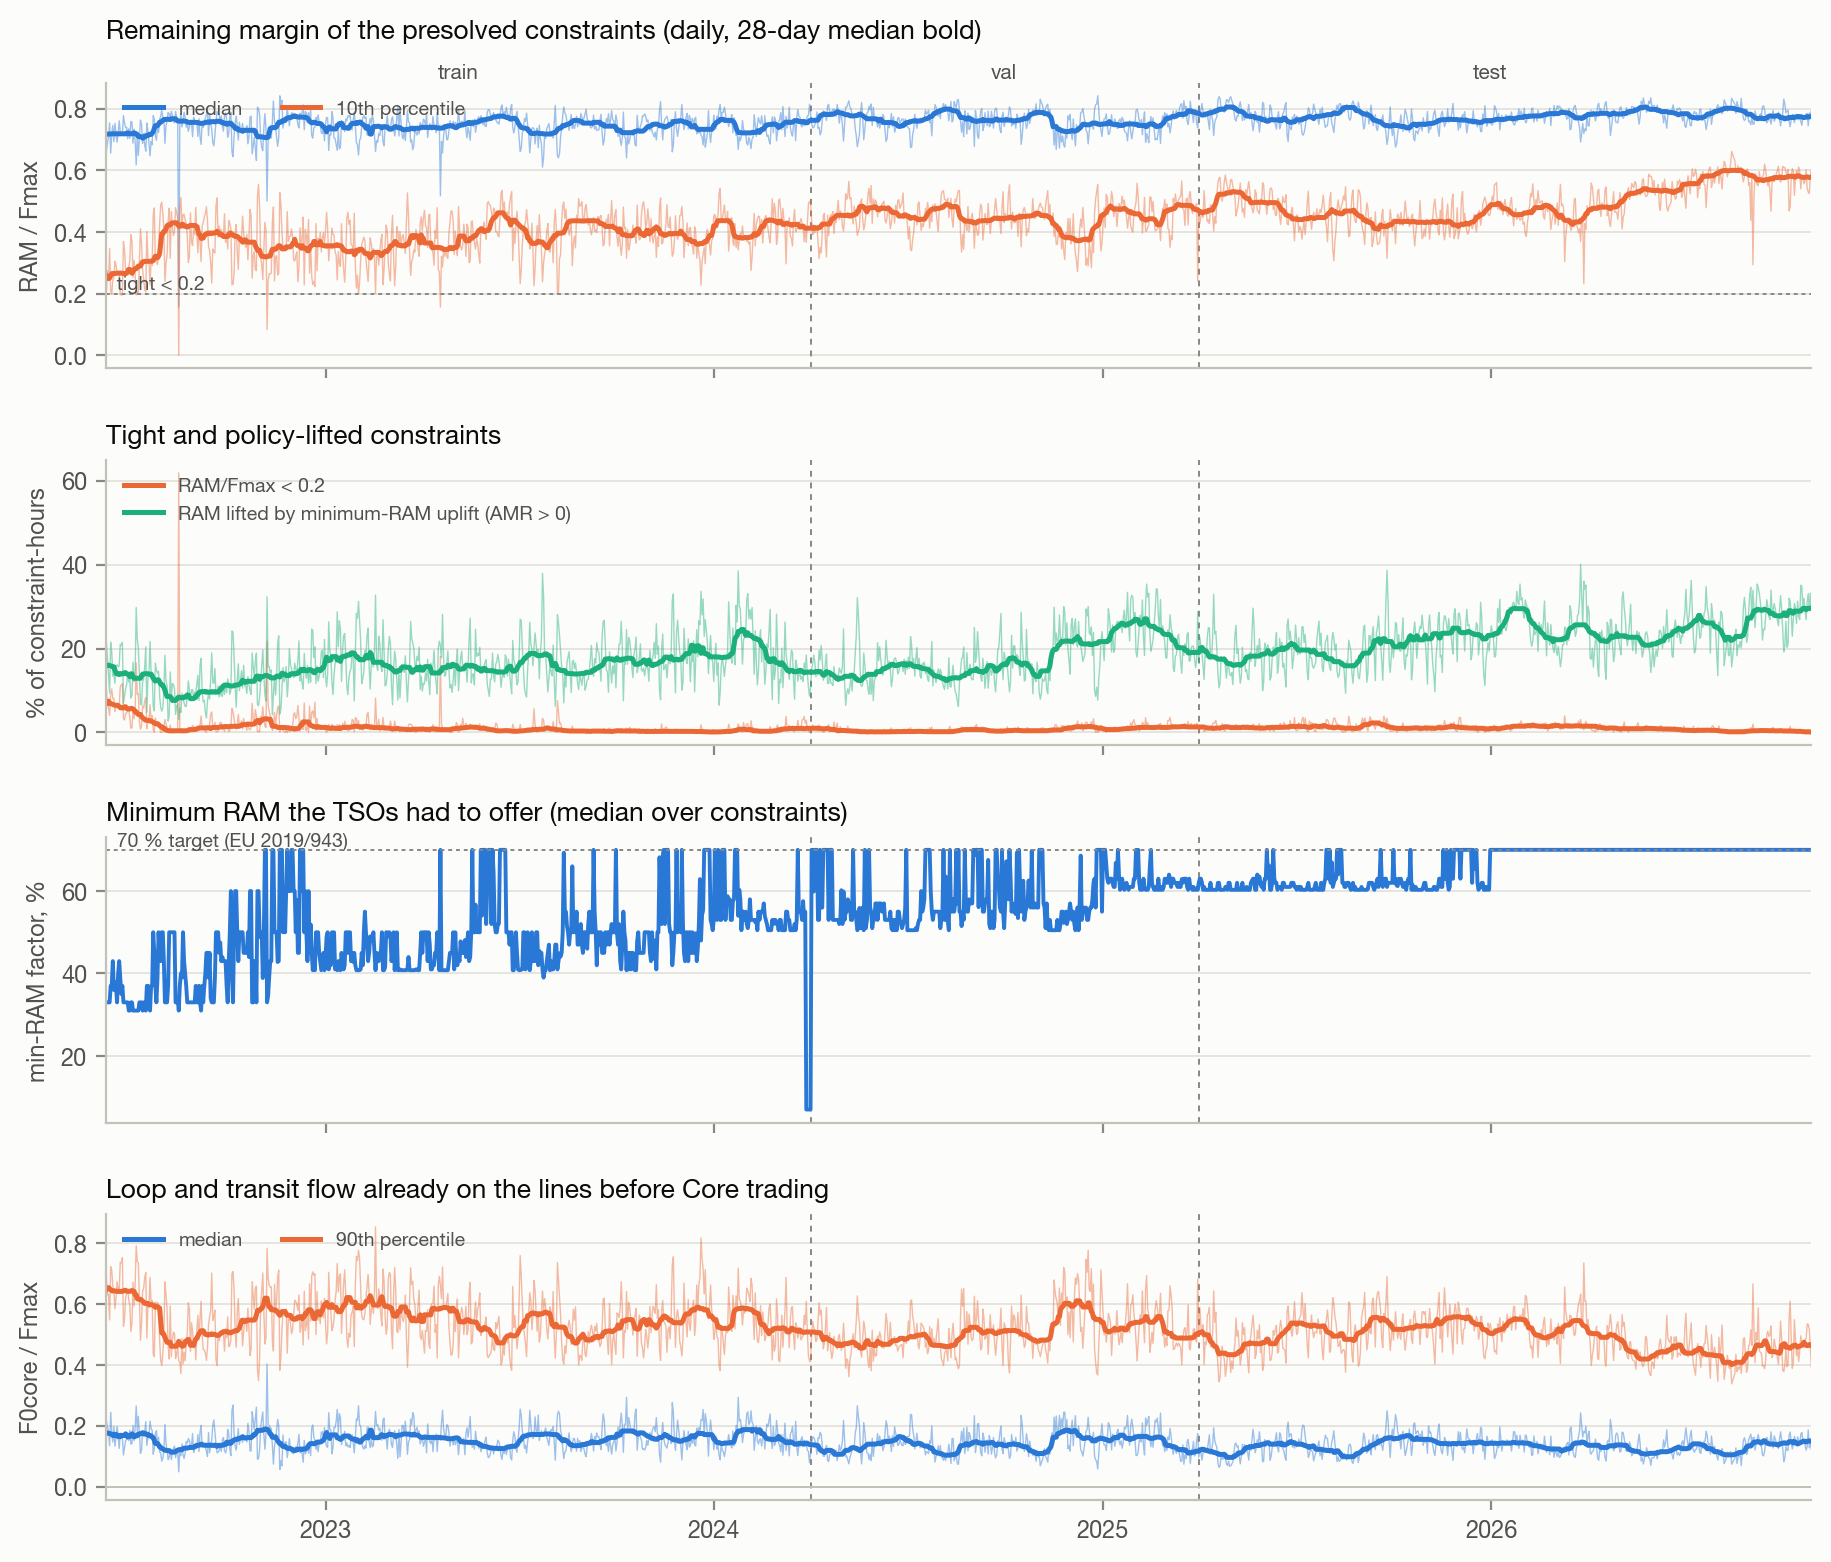 Remaining margin of the presolved constraints (daily, 28-day median bold)
train val test
median 10th percentile
RAM / Fmax
0.8
0.6
0.4
0.2
0.0
tight < 0.2
Tight and policy-lifted constraints
% of constraint-hours
60
40
20
0
RAM/Fmax < 0.2
RAM lifted by minimum-RAM uplift (AMR > 0)
Minimum RAM the TSOs had to offer (median over constraints)
70 % target (EU 2019/943)
min-RAM factor, %
60
40
20
Loop and transit flow already on the lines before Core trading
median 90th percentile
F0core / Fmax
0.8
0.6
0.4
0.2
0.0
2023 2024 2025 2026